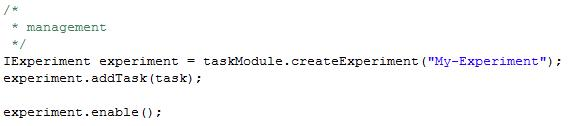 /*
 * management
 */
IExperiment experiment = taskModule.createExperiment("My-Experiment");
experiment.addTask(task);

experiment.enable();